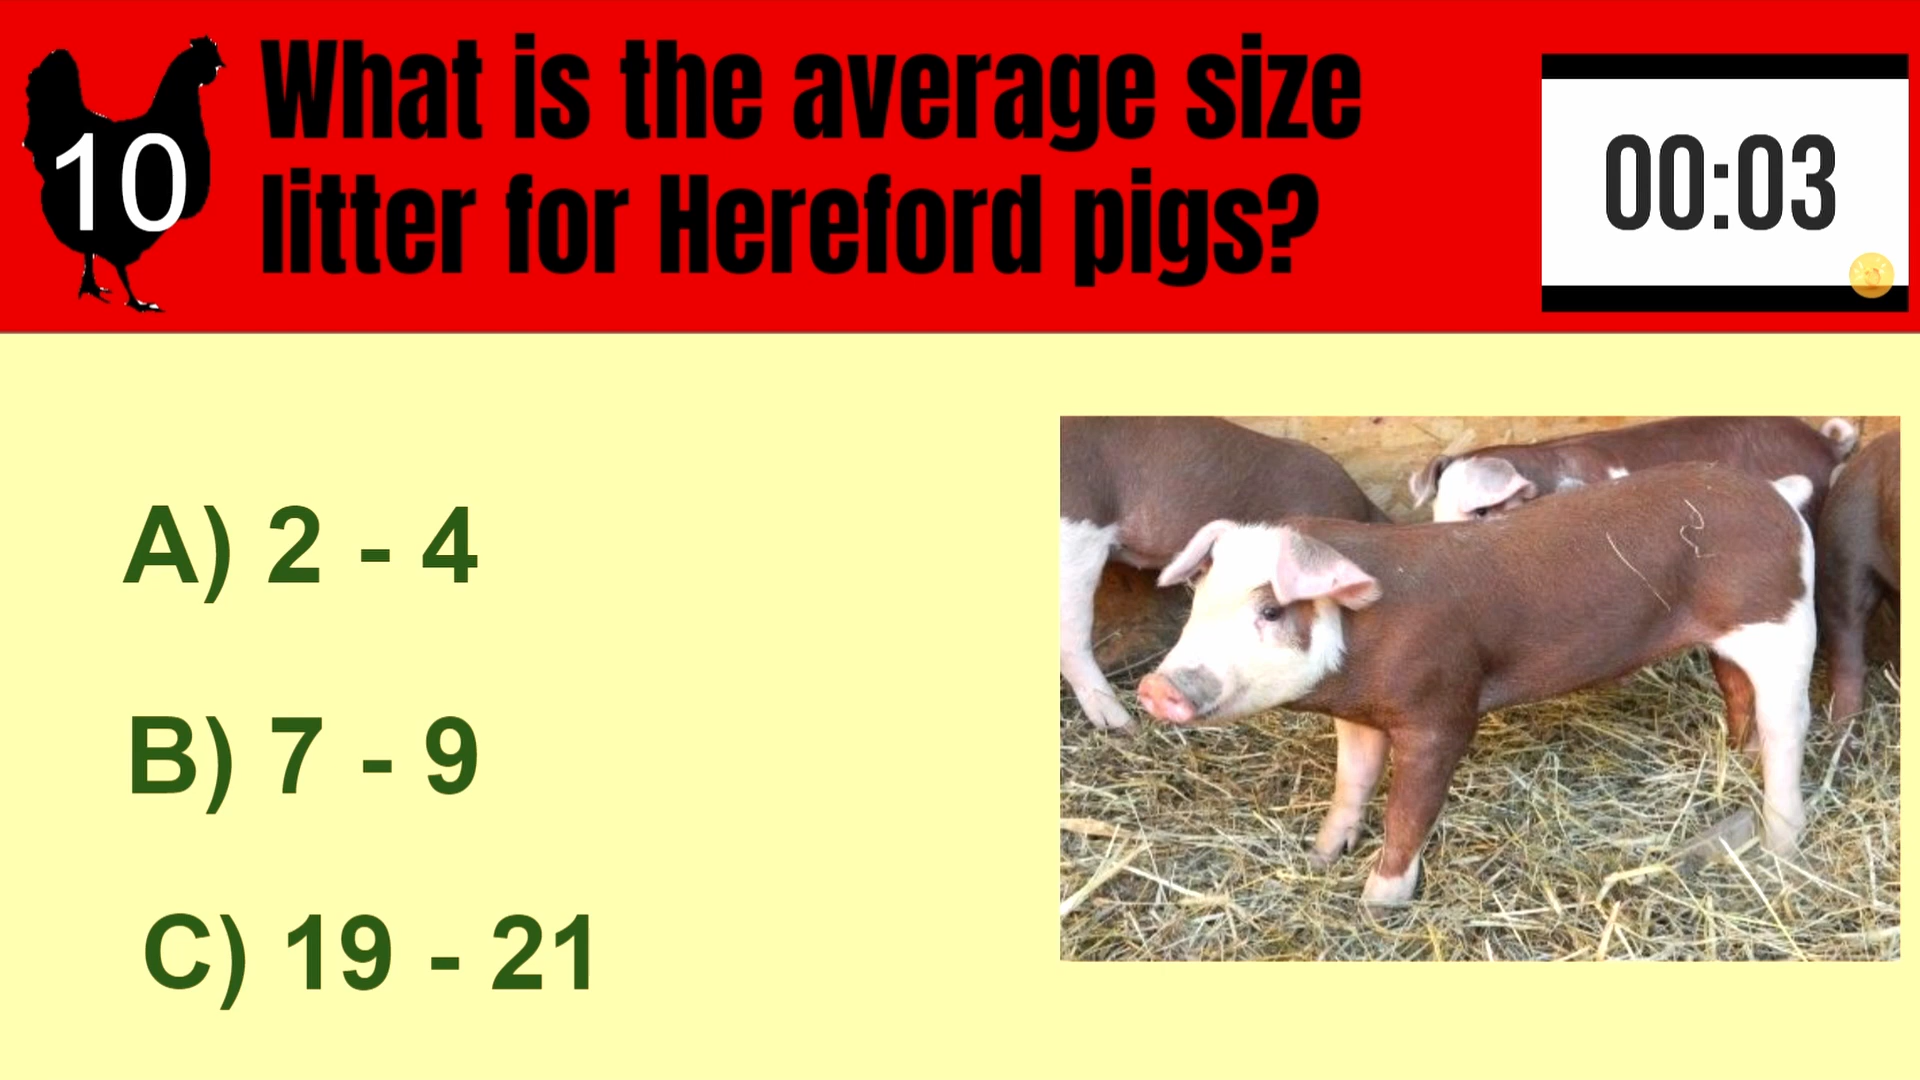 10
What is the average size
litter for Hereford pigs?
00:03
A) 2 - 4
B) 7 - 9
C) 19 - 21